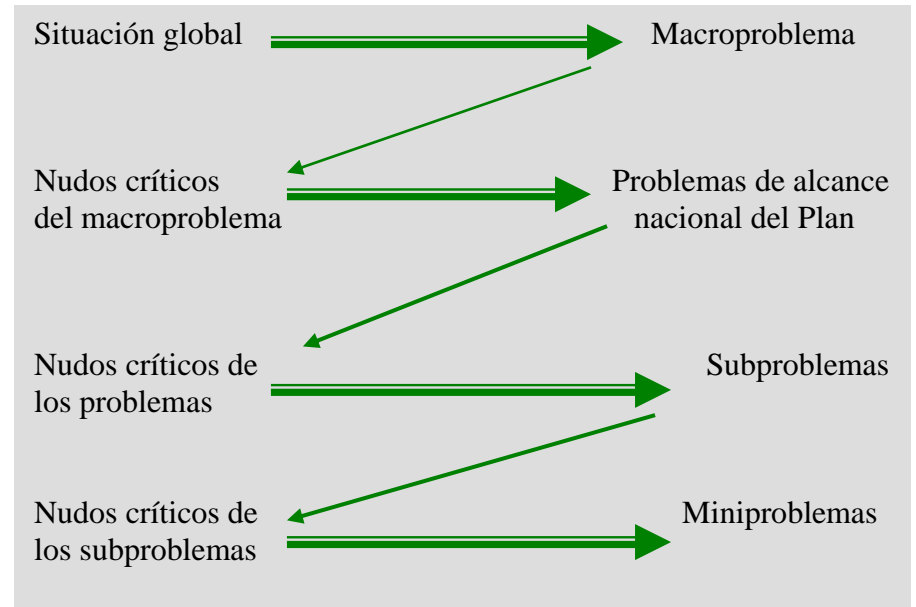 Situación global
Macroproblema
Nudos críticos
del macroproblema
Problemas de alcance
nacional del Plan
Nudos críticos de
los problemas
Subproblemas
Nudos críticos de
los subproblemas
Miniproblemas